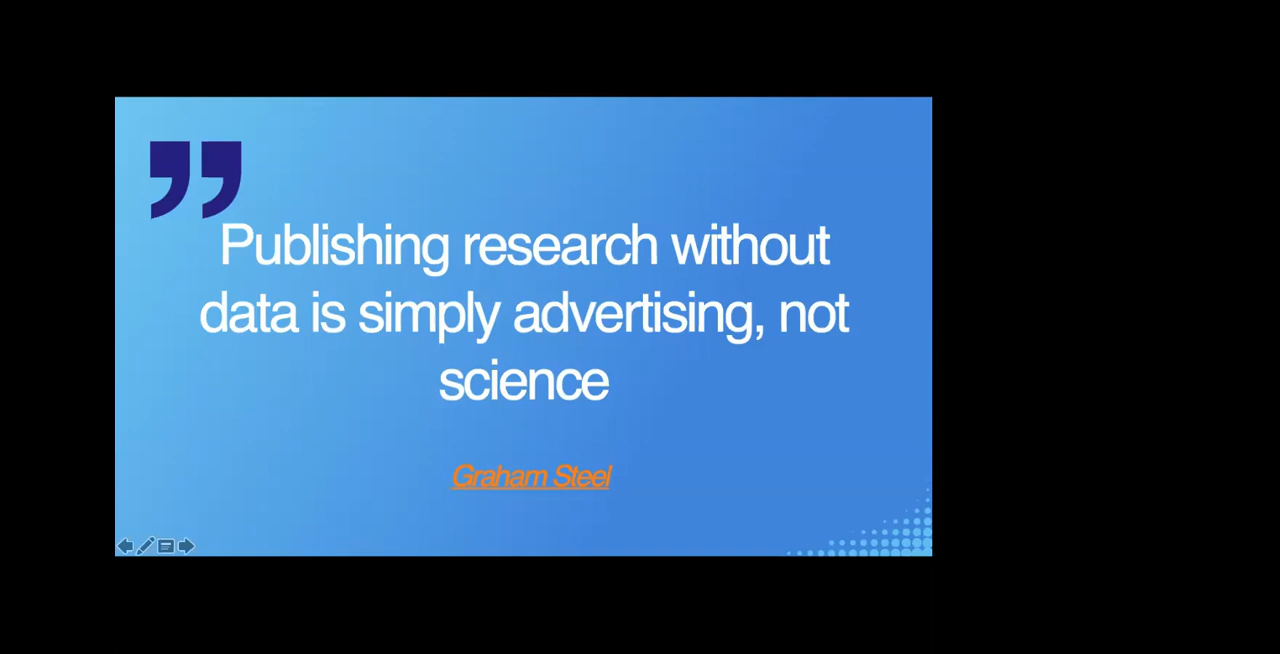 ”
Publishing research without
data is simply advertising, not
science
Graham Steel